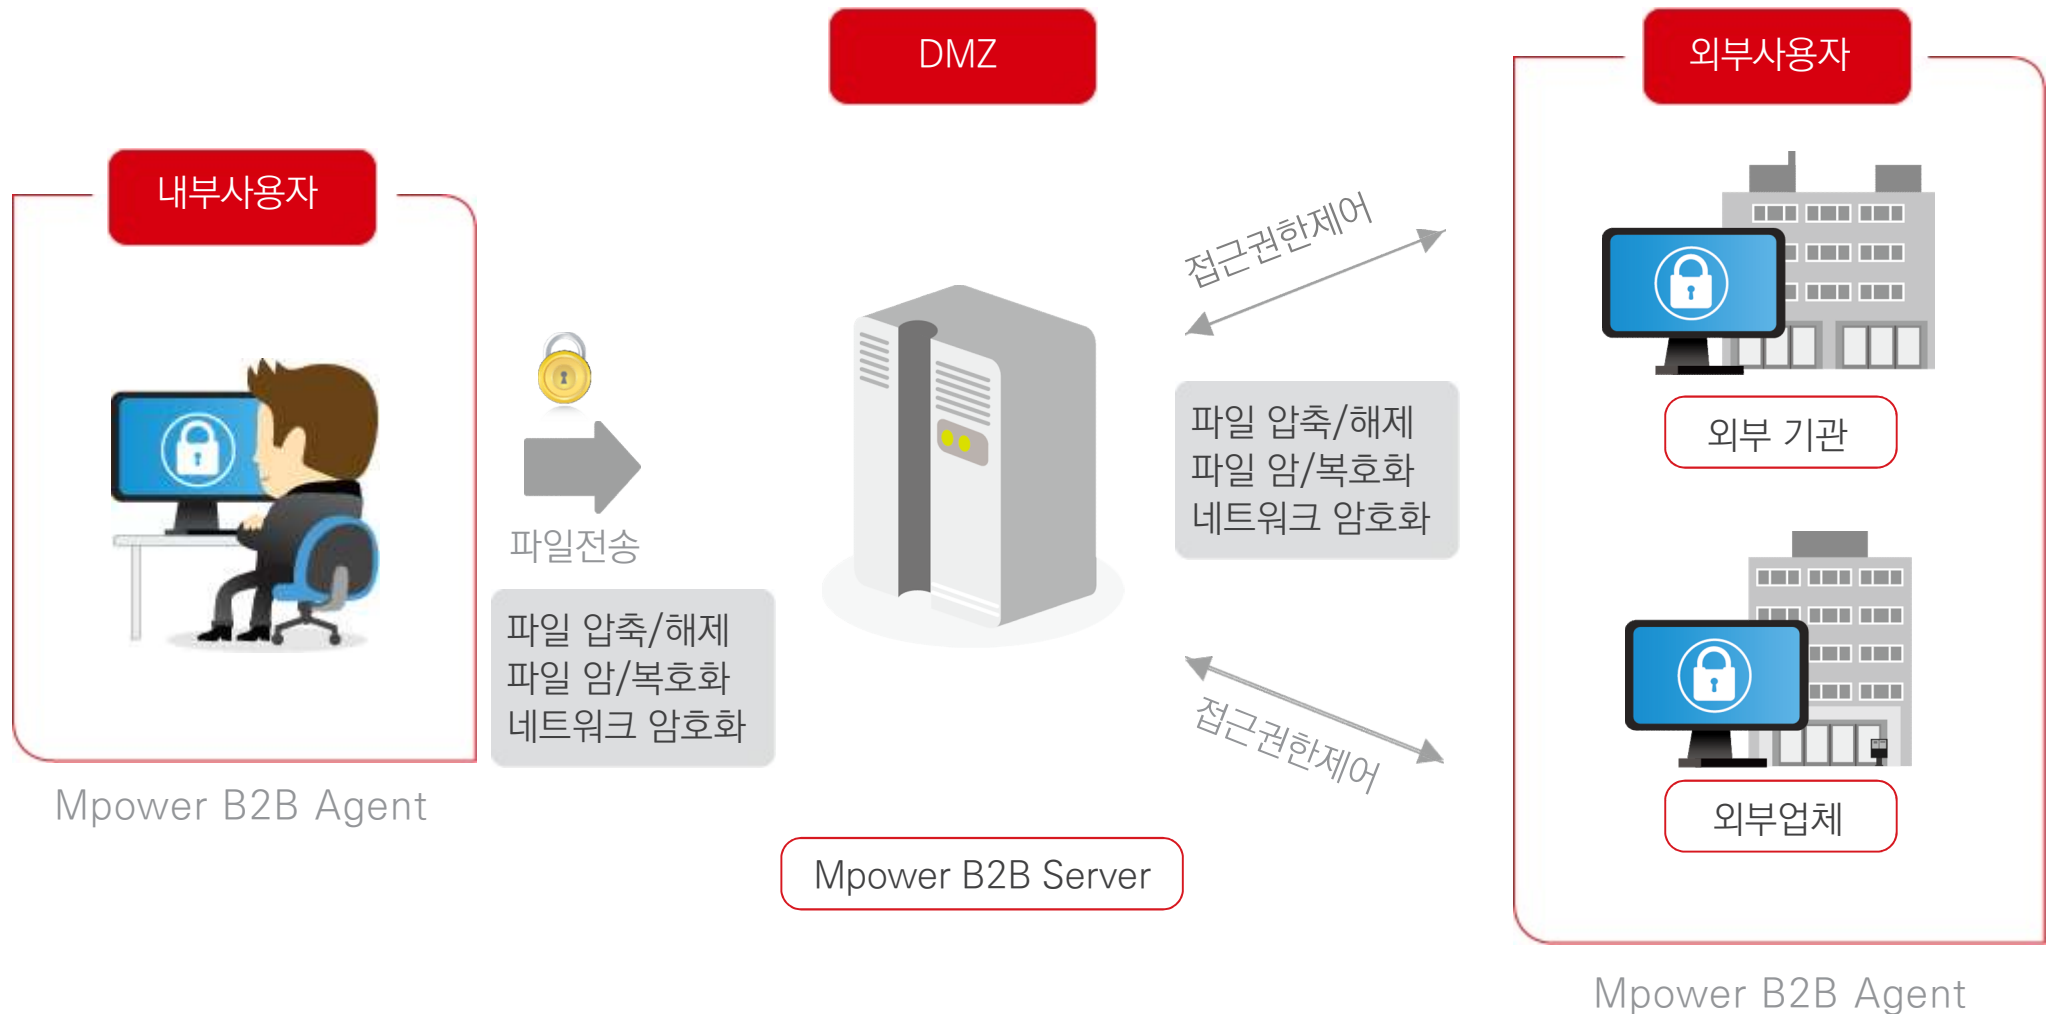 DMZ
외부사용자
내부사용자
접근권한제어
파일 압축/해제
파일 암/복호화
네트워크 암호화
외부 기관
파일전송
파일 압축/해제
파일 암/복호화
네트워크 암호화
접근권한제어
외부업체
Mpower B2B Agent
Mpower B2B Server
Mpower B2B Agent